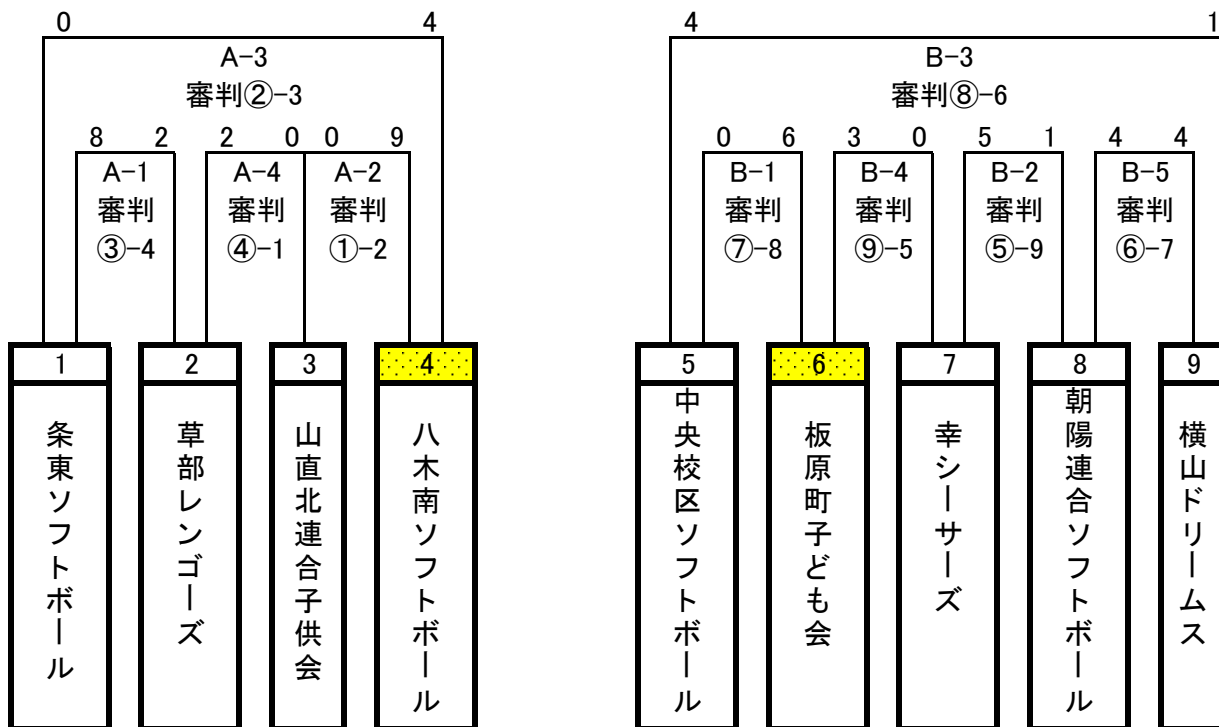 0 4 4 1
A-3 B-3
審判②-3 審判⑧-6
8 2 2 0 0 9 0 6 3 0 5 1 4 4
A-1 A-4 A-2 B-1 B-4 B-2 B-5
審判 審判 審判 審判 審判 審判 審判
③-4 ④-1 ①-2 ⑦-8 ⑨-5 ⑤-9 ⑥-7
1 2 3 4 5 6 7 8 9
条東ソフトボール
草部レンゴーズ
山直北連合子供会
八木南ソフトボール
中央校区ソフトボール
板原町子ども会
幸シーサーズ
朝陽連合ソフトボール
横山ドリームス